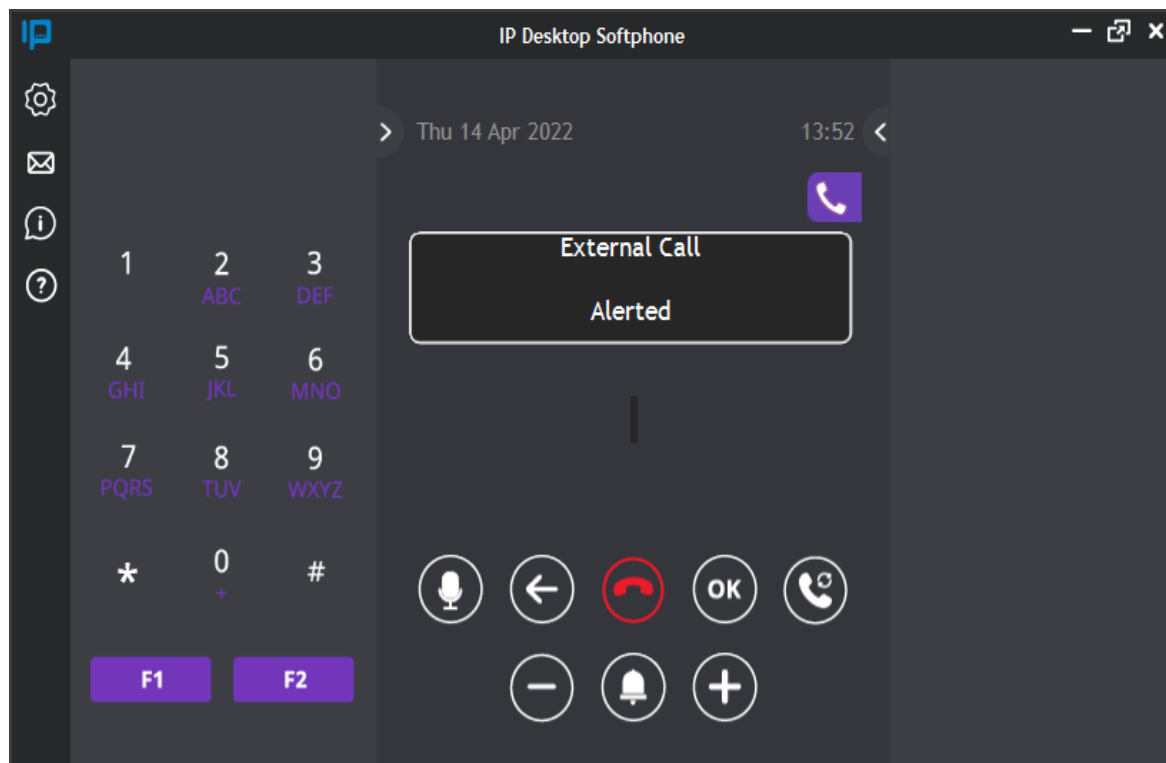 IP
IP Desktop Softphone
Thu 14 Apr 2022 13:52
External Call
Alerted
1 2 3
ABC DEF
4 5 6
GHI JKL MNO
7 8 9
PQRS TUV WXYZ
* 0 #
+
F1 F2
OK